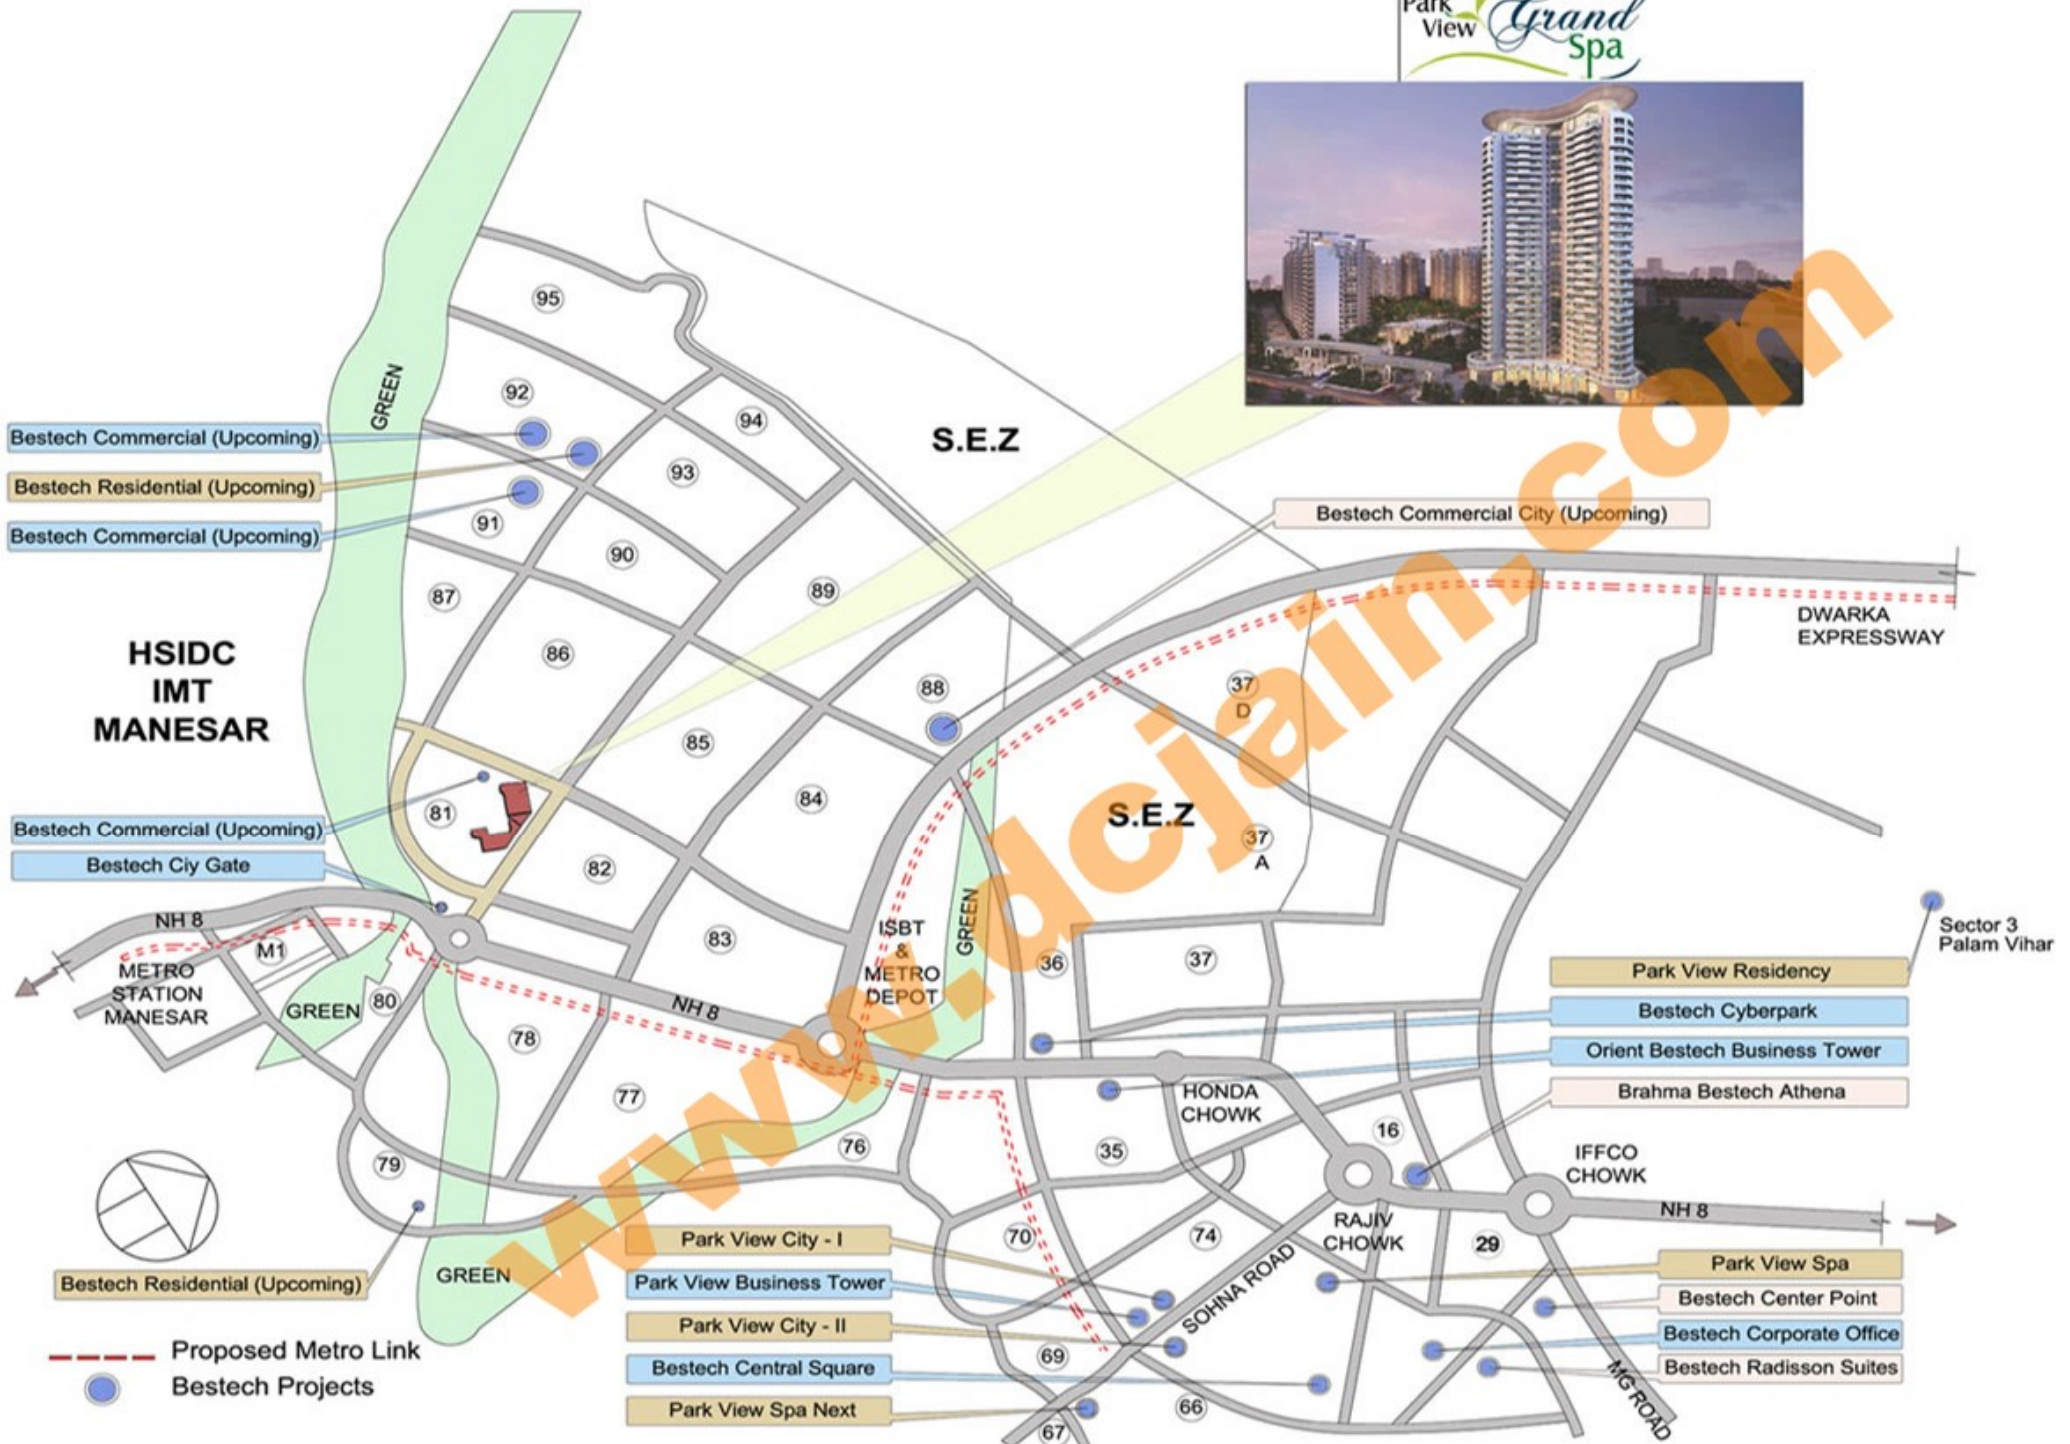 Park
View
Grand
Spa
95
92
94
S.E.Z
Bestech Commercial (Upcoming)
GREEN
93
Bestech Residential (Upcoming)
91
Bestech Commercial (Upcoming)
90
Bestech Commercial City (Upcoming)
87
89
DWARKA
EXPRESSWAY
HSIDC
IMT
MANESAR
86
88
37
D
85
84
81
S.E.Z
37
A
Bestech Commercial (Upcoming)
Bestech Ciy Gate
82
NH 8
M1
83
ISBT
&
METRO
DEPOT
GREEN
36
37
Sector 3
Palam Vihar
Park View Residency
METRO
STATION
MANESAR
GREEN
80
NH 8
Bestech Cyberpark
78
Orient Bestech Business Tower
77
HONDA
CHOWK
Brahma Bestech Athena
76
35
16
IFFCO
CHOWK
79
NH 8
RAJIV
CHOWK
70
74
29
SOHNA ROAD
Park View City - I
Park View Business Tower
Park View City - II
Bestech Central Square
Park View Spa Next
Park View Spa
Bestech Center Point
Bestech Corporate Office
Bestech Radisson Suites
GREEN
Bestech Residential (Upcoming)
69
66
67
MG ROAD
Proposed Metro Link
Bestech Projects
www.dcjain.com